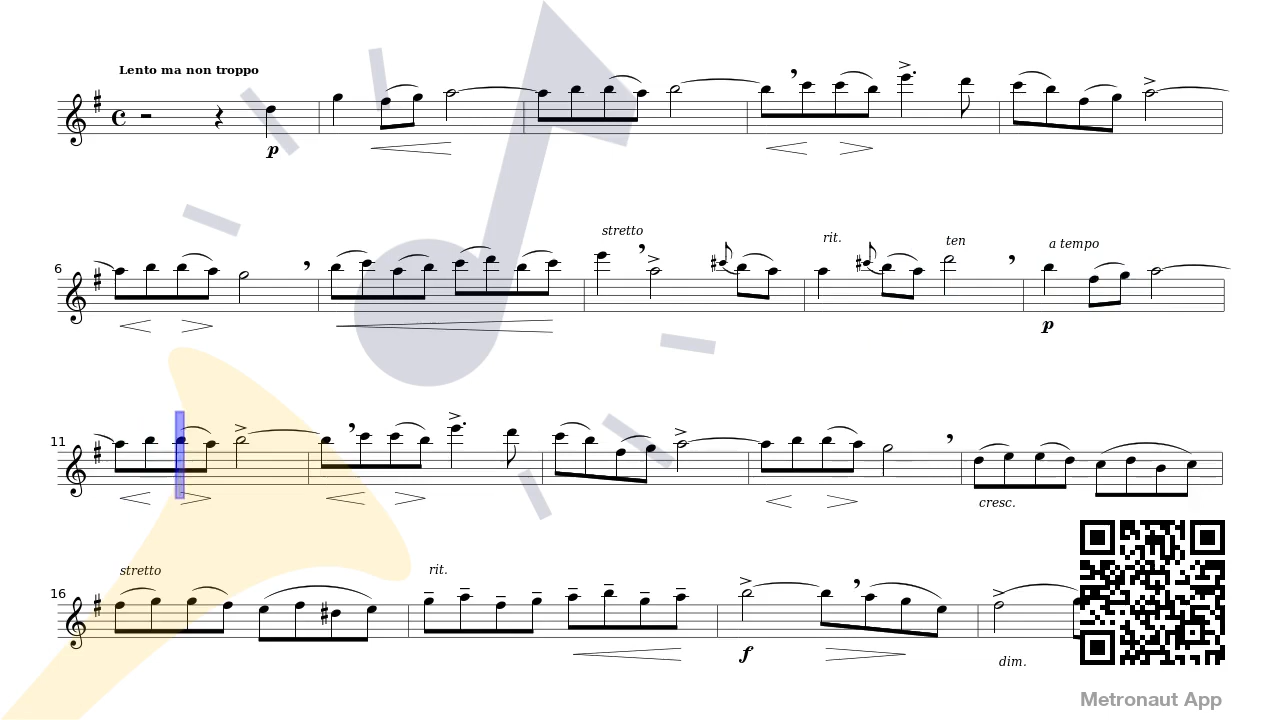 Lento ma non troppo
p
stretto
rit.
ten
a tempo
6
p
11
cresc.
stretto
rit.
16
f
dim.
Metronaut App